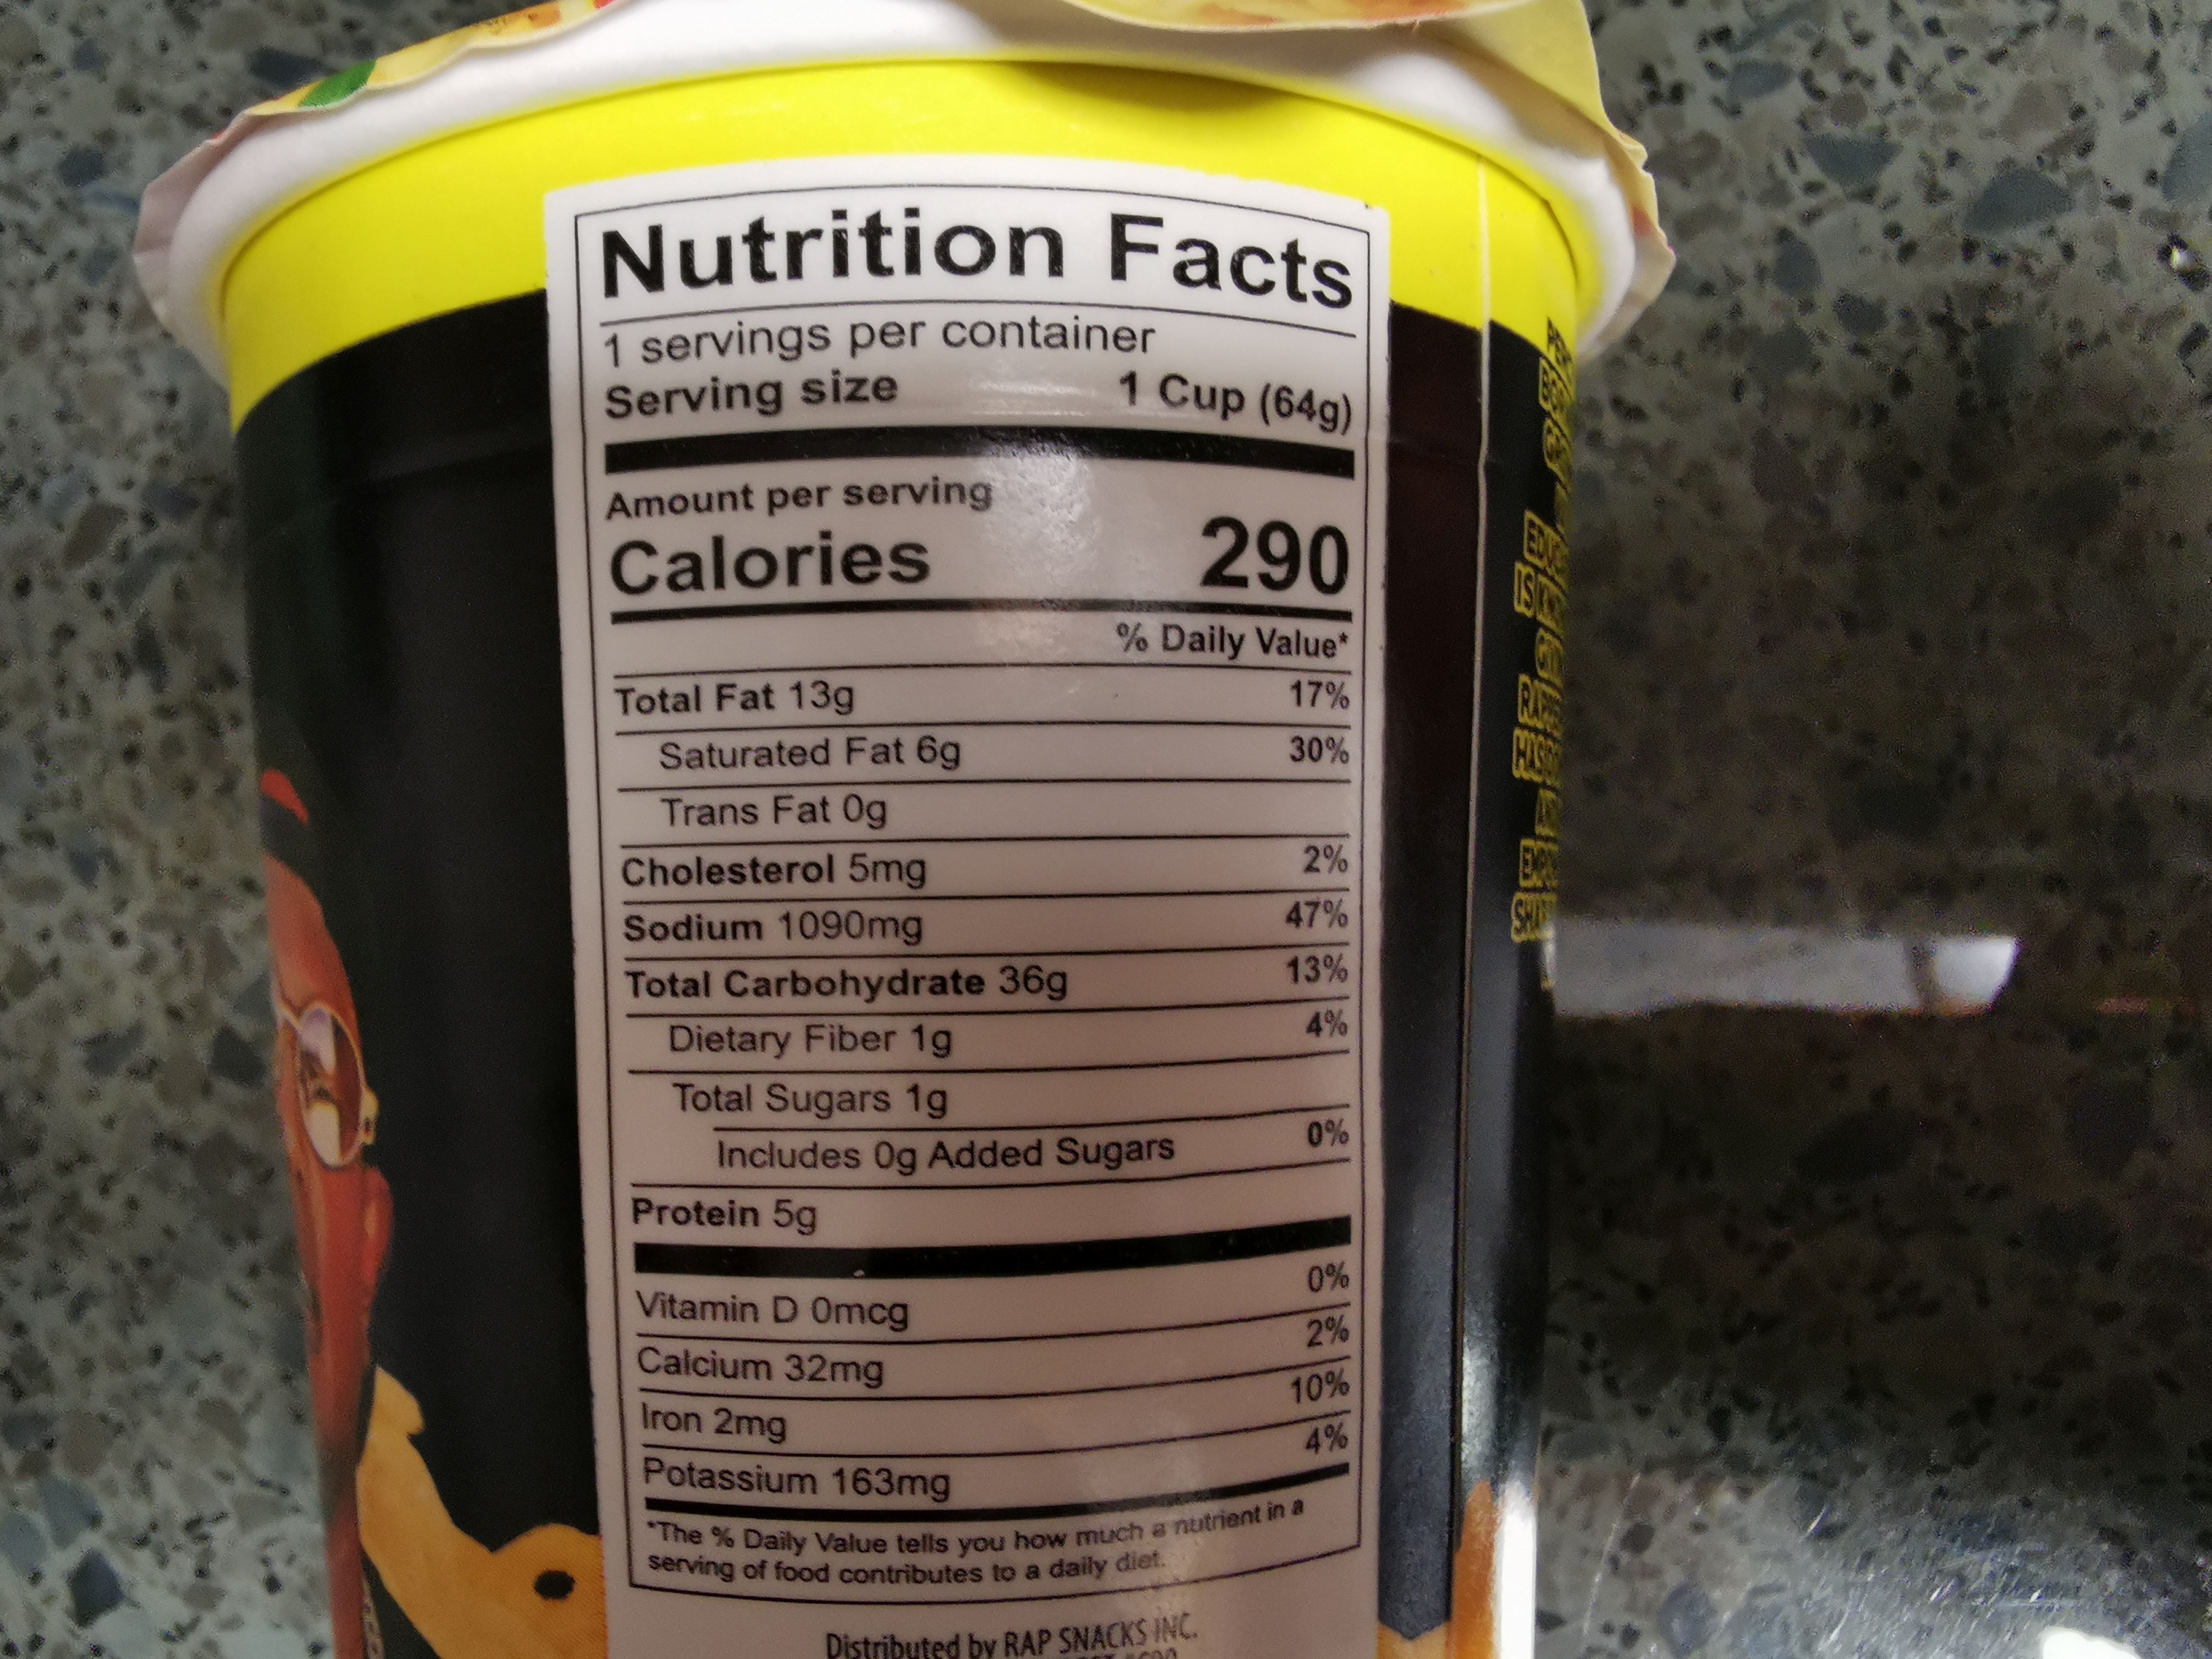 Nutrition Facts
1 servings per container
Serving size 1 Cup (64g)
Amount per serving
Calories 290
% Daily Value*
Total Fat 13g 17%
Saturated Fat 6g 30%
Trans Fat 0g
Cholesterol 5mg 2%
Sodium 1090mg 47%
Total Carbohydrate 36g 13%
Dietary Fiber 1g 4%
Total Sugars 1g
Includes 0g Added Sugars 0%
Protein 5g
Vitamin D 0mcg 0%
Calcium 32mg 2%
Iron 2mg 10%
Potassium 163mg 4%
*The % Daily Value tells you how much a nutrient in a
serving of food contributes to a daily diet.
Distributed by RAP SNACKS INC.
IS